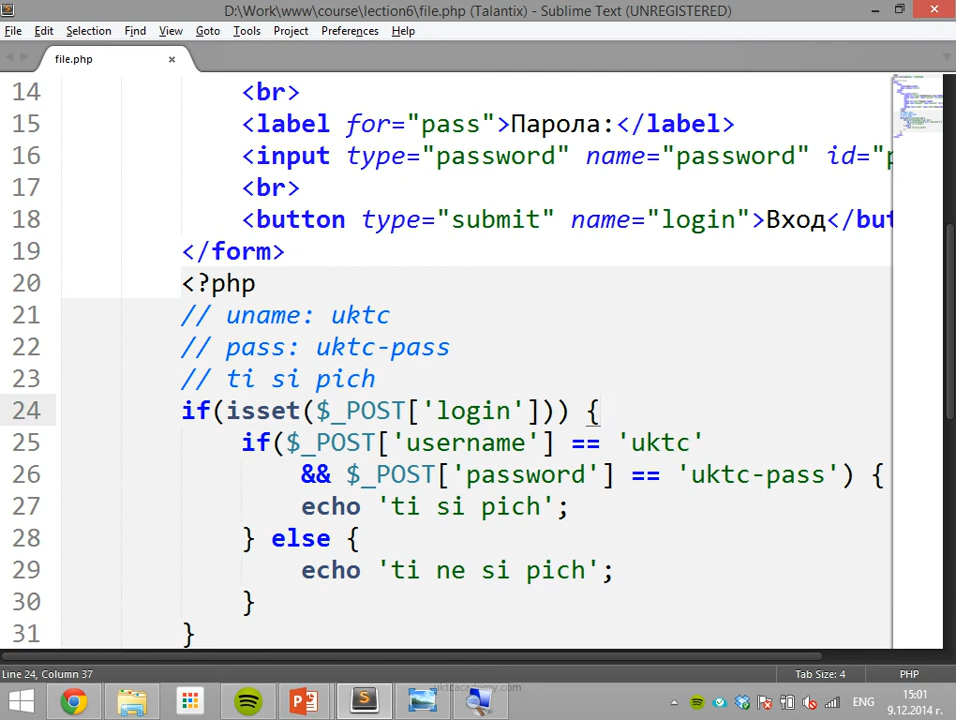 D:\Work\www\course\lection6\file.php (Talantix) - Sublime Text (UNREGISTERED)
File Edit Selection Find View Goto Tools Project Preferences Help
file.php
14 <br>
15 <label for="pass">Парола:</label>
16 <input type="password" name="password" id="p
17 <br>
18 <button type="submit" name="login">Вход</but
19 </form>
20 <?php
21 // uname: uktc
22 // pass: uktc-pass
23 // ti si pich
24 if(isset($_POST['login'])) {
25 if($_POST['username'] == 'uktc'
26 && $_POST['password'] == 'uktc-pass') {
27 echo 'ti si pich';
28 } else {
29 echo 'ti ne si pich';
30 }
31 }
Line 24, Column 37 Tab Size: 4 PHP
uktcacademy.com
ENG 15:01
9.12.2014 г.